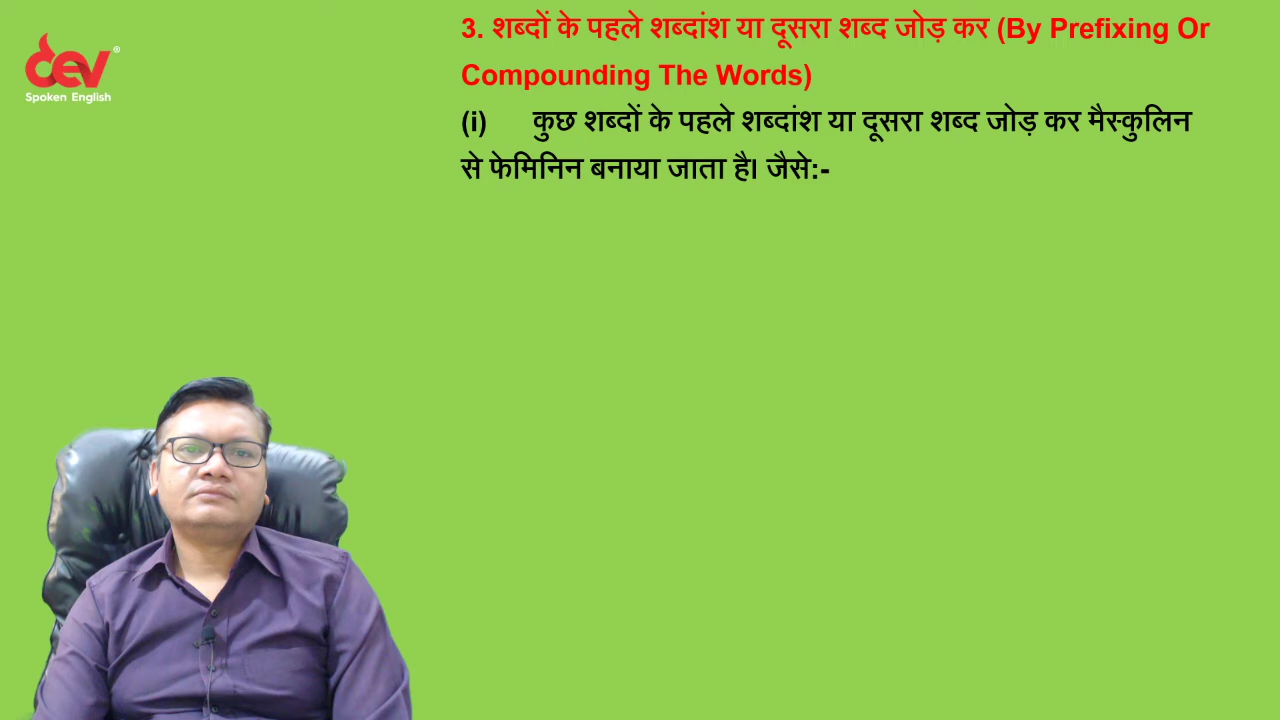 dev®
Spoken English
3. शब्दों के पहले शब्दांश या दूसरा शब्द जोड़ कर (By Prefixing Or
Compounding The Words)
(i) कुछ शब्दों के पहले शब्दांश या दूसरा शब्द जोड़ कर मैस्कुलिन
से फेमिनिन बनाया जाता है। जैसे:-